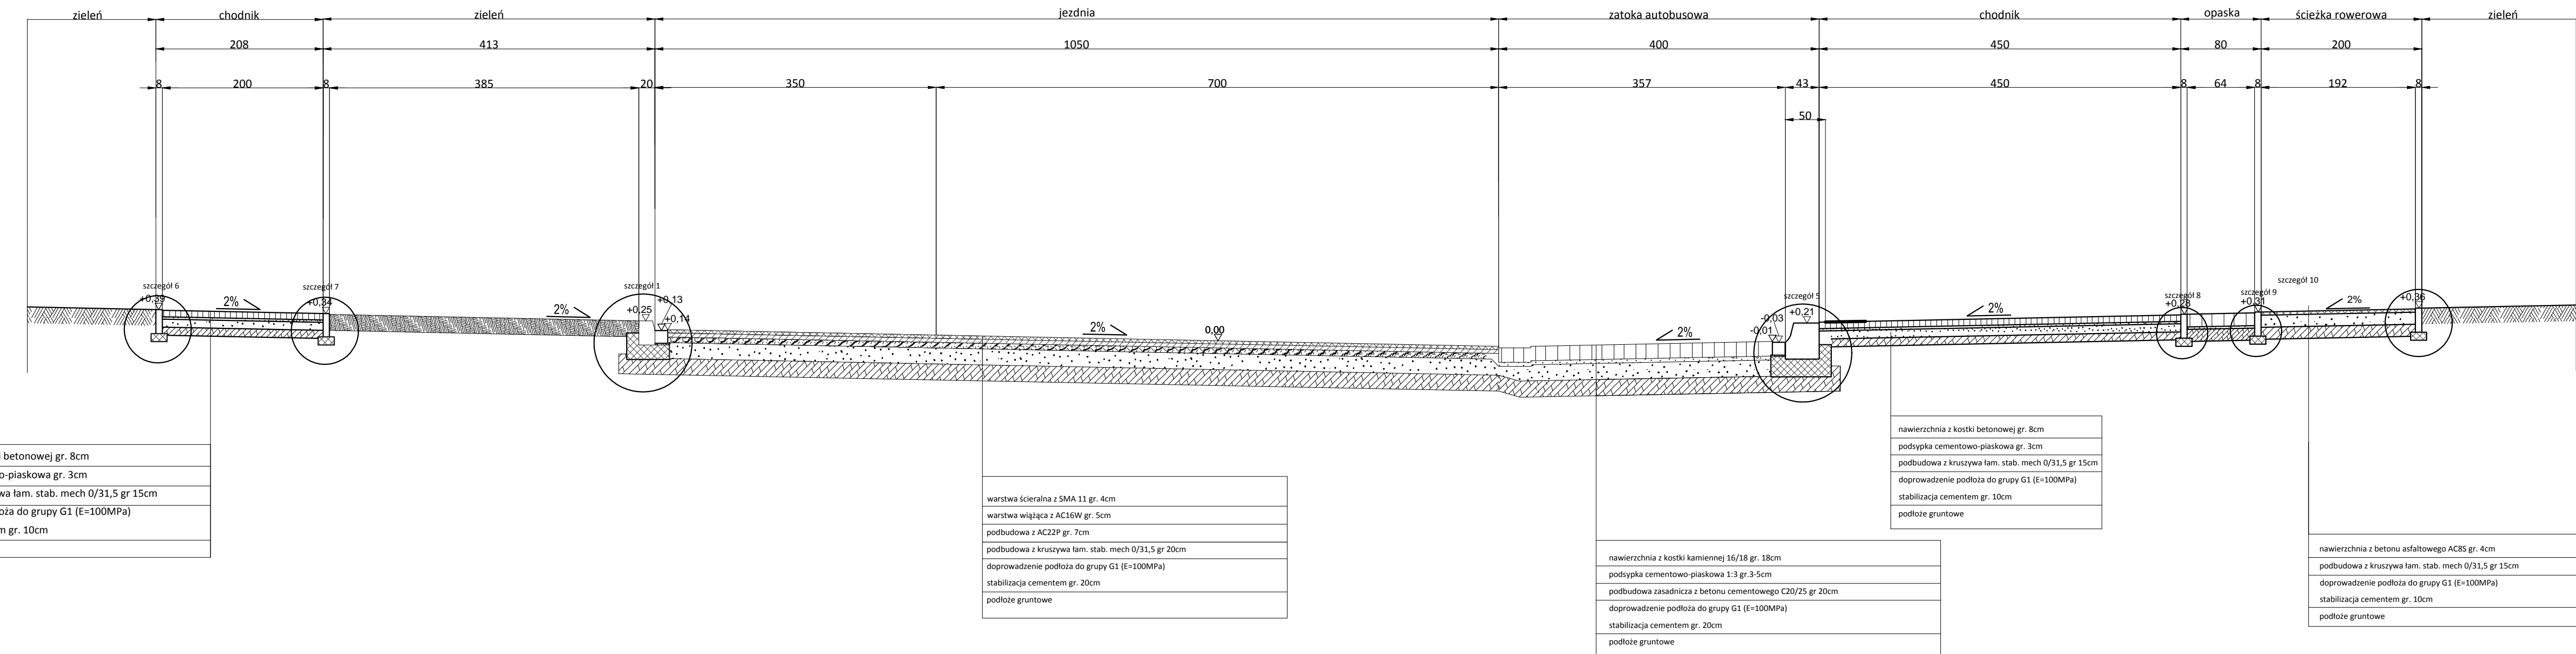 zieleń chodnik zieleń jezdnia zatoka autobusowa chodnik opaska ścieżka rowerowa zieleń
208 413 1050 400 450 80 200
8 200 8 385 20 350 700 357 43 450 8 64 8 192 8
50
szczegół 6
+0,39
2%
szczegół 7
+0,34
2%
szczegół 1
+0,13
+0,25
+0,14
2%
0,00
2%
szczegół 5
-0,03
+0,21
-0,01
2%
szczegół 8
+0,28
szczegół 9
+0,31
szczegół 10
2%
+0,36
i betonowej gr. 8cm
o-piaskowa gr. 3cm
wa łam. stab. mech 0/31,5 gr 15cm
oża do grupy G1 (E=100MPa)
m gr. 10cm
warstwa ścieralna z SMA 11 gr. 4cm
warstwa wiążąca z AC16W gr. 5cm
podbudowa z AC22P gr. 7cm
podbudowa z kruszywa łam. stab. mech 0/31,5 gr 20cm
doprowadzenie podłoża do grupy G1 (E=100MPa)
stabilizacja cementem gr. 20cm
podłoże gruntowe
nawierzchnia z kostki kamiennej 16/18 gr. 18cm
podsypka cementowo-piaskowa 1:3 gr.3-5cm
podbudowa zasadnicza z betonu cementowego C20/25 gr 20cm
doprowadzenie podłoża do grupy G1 (E=100MPa)
stabilizacja cementem gr. 20cm
podłoże gruntowe
nawierzchnia z kostki betonowej gr. 8cm
podsypka cementowo-piaskowa gr. 3cm
podbudowa z kruszywa łam. stab. mech 0/31,5 gr 15cm
doprowadzenie podłoża do grupy G1 (E=100MPa)
stabilizacja cementem gr. 10cm
podłoże gruntowe
nawierzchnia z betonu asfaltowego AC8S gr. 4cm
podbudowa z kruszywa łam. stab. mech 0/31,5 gr 15cm
doprowadzenie podłoża do grupy G1 (E=100MPa)
stabilizacja cementem gr. 10cm
podłoże gruntowe